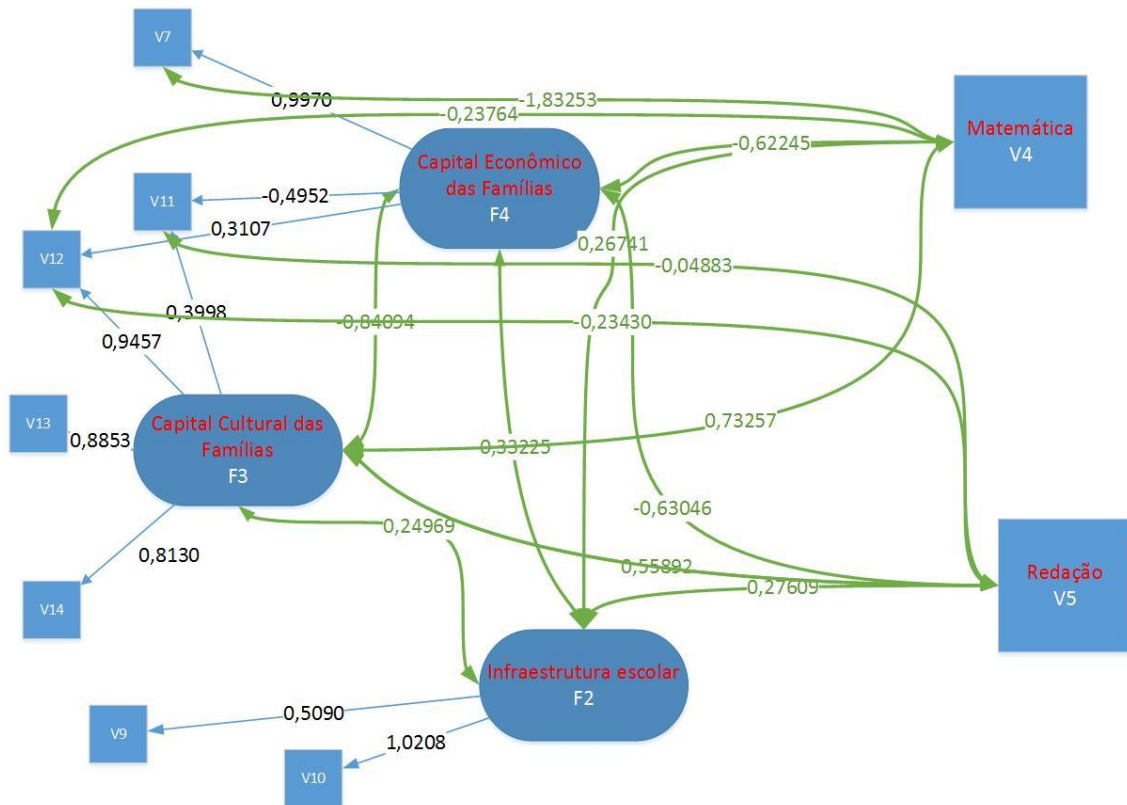 V7
0,9970
-1,83253
-0,23764
Matemática
V4
Capital Econômico
das Famílias
F4
-0,62245
V11
-0,4952
0,3107
V12
0,26741
-0,04883
0,3998
-0,84094
-0,23430
0,9457
V13
0,8853
Capital Cultural das
Famílias
F3
0,73257
0,33225
-0,63046
0,24969
0,8130
0,55892
0,27609
Redação
V5
V14
Infraestrutura escolar
F2
0,5090
V9
1,0208
V10